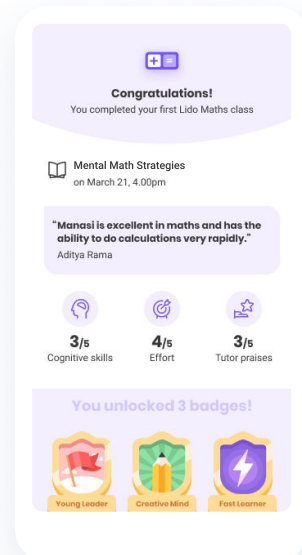 Congratulations!
You completed your first Lido Maths class
Mental Math Strategies
on March 21, 4.00pm
“Manasi is excellent in maths and has the
ability to do calculations very rapidly.”
Aditya Rama
3/5 4/5 3/5
Cognitive skills Effort Tutor praises
You unlocked 3 badges!
Young Leader Creative Mind Fast Learner